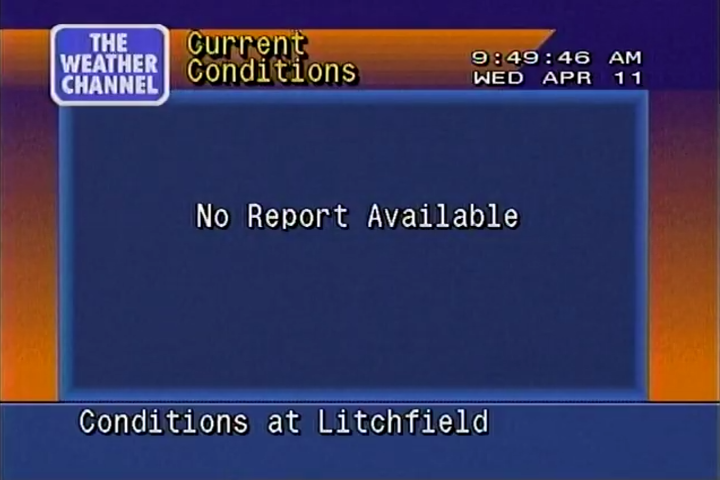 THE
WEATHER
CHANNEL
Current
Conditions
9:49:46 AM
WED APR 11
No Report Available
Conditions at Litchfield